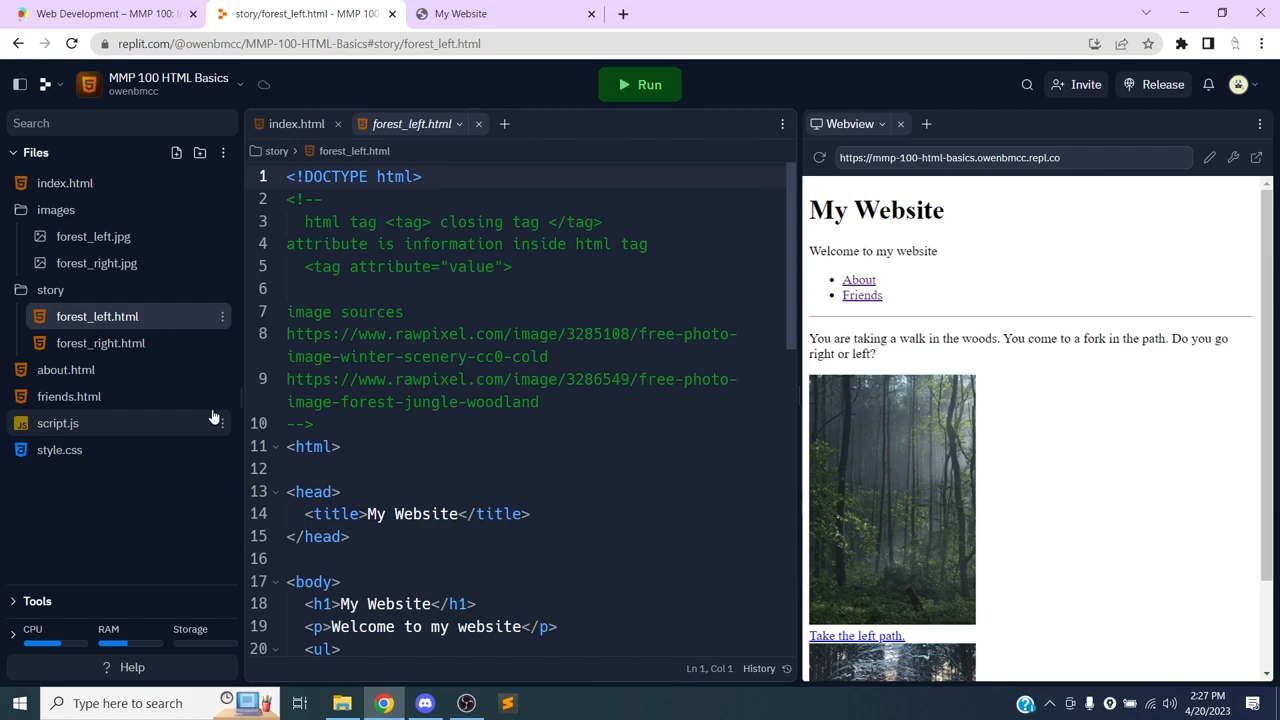 Web Development - MMP 100: I
story/forest_left.html - MMP 100
My Website
replit.com/@owenbmcc/MMP-100-HTML-Basics#story/forest_left.html
MMP 100 HTML Basics
owenbmcc
Run
Invite
Release
Search
Files
index.html
images
forest_left.jpg
forest_right.jpg
story
forest_left.html
forest_right.html
about.html
friends.html
script.js
style.css
Tools
CPU
RAM
Storage
Help
index.html
forest_left.html
story
forest_left.html
1 <!DOCTYPE html>
2 <!--
3 html tag <tag> closing tag </tag>
4 attribute is information inside html tag
5 <tag attribute="value">
6
7 image sources
8 https://www.rawpixel.com/image/3285108/free-photo-
image-winter-scenery-cc0-cold
9 https://www.rawpixel.com/image/3286549/free-photo-
image-forest-jungle-woodland
10 -->
11 <html>
12
13 <head>
14 <title>My Website</title>
15 </head>
16
17 <body>
18 <h1>My Website</h1>
19 <p>Welcome to my website</p>
20 <ul>
Ln 1, Col 1 History
Webview
https://mmp-100-html-basics.owenbmcc.repl.co
My Website
Welcome to my website
About
Friends
You are taking a walk in the woods. You come to a fork in the path. Do you go
right or left?
Take the left path.
Type here to search
2:27 PM
4/20/2023